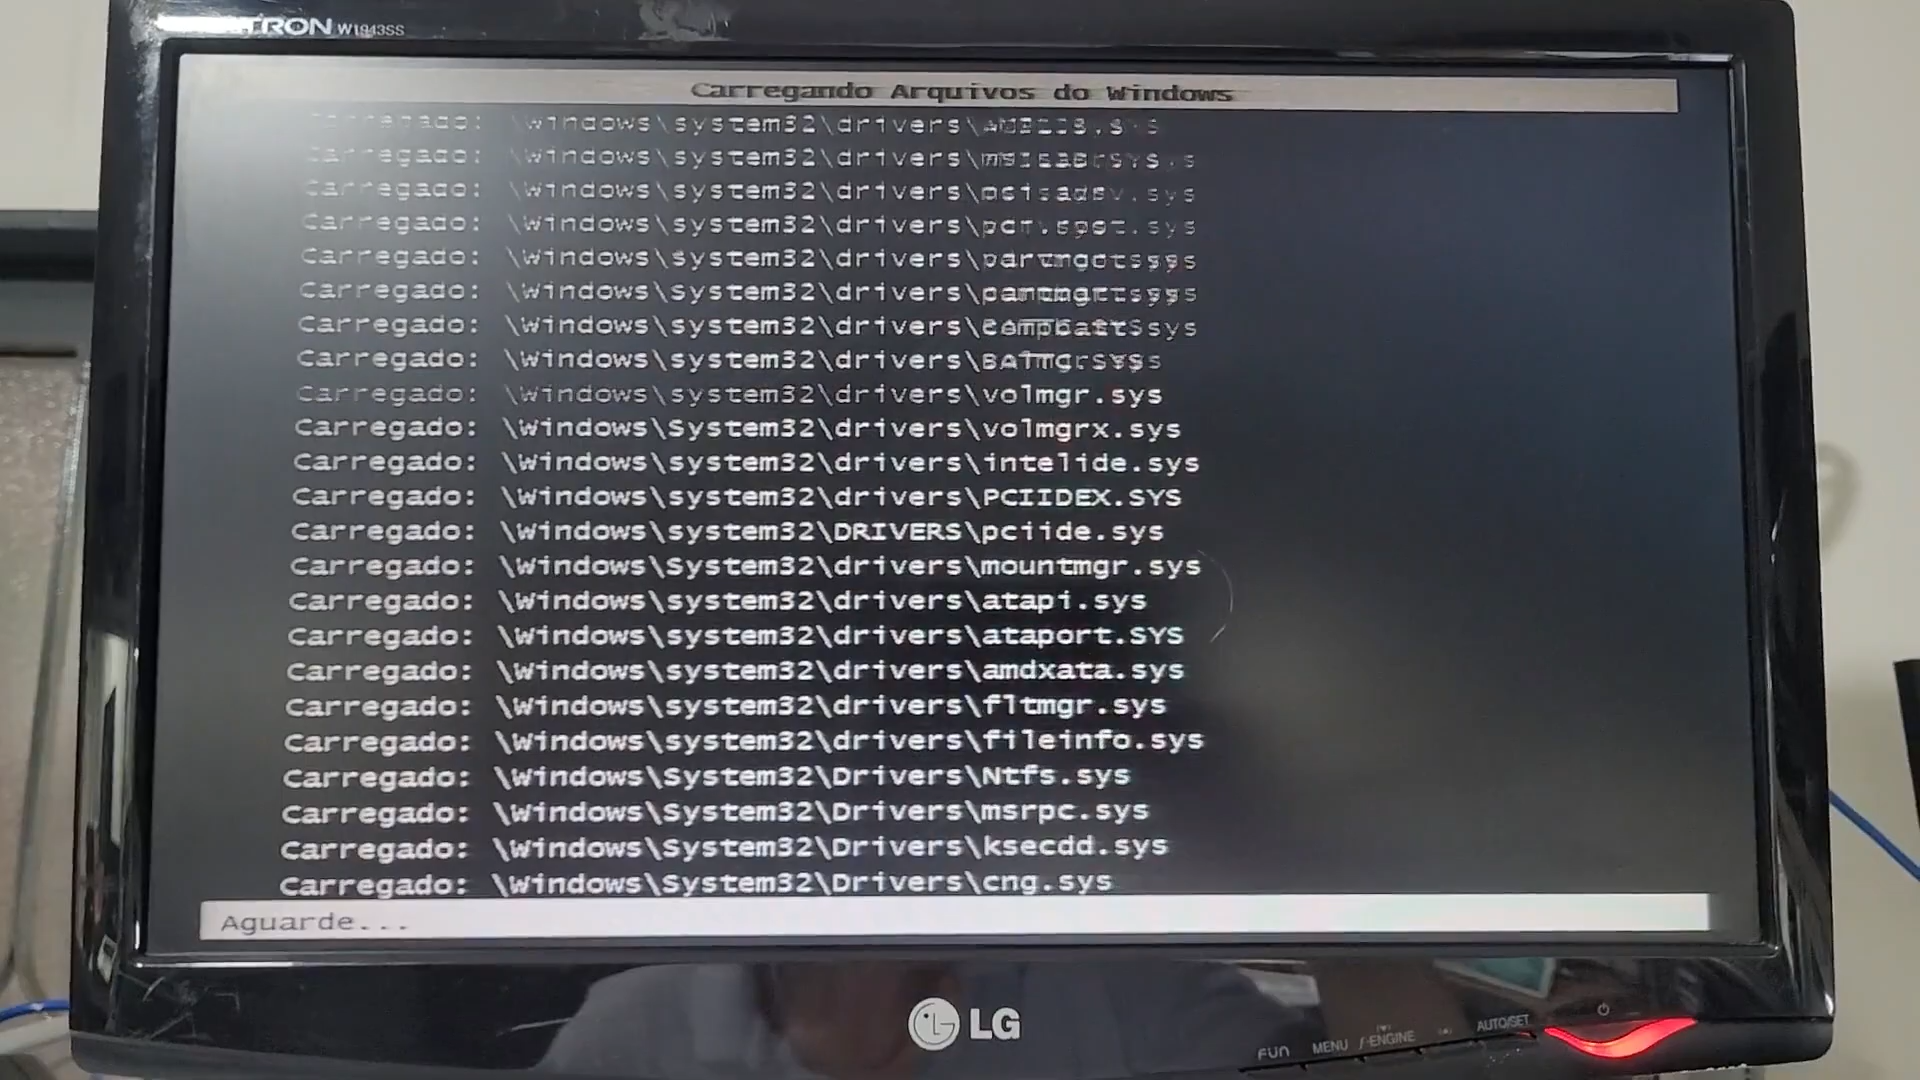 TRON W1943SS
Carregando Arquivos do Windows
Carregado: \Windows\system32\drivers\
Carregado: \Windows\system32\drivers\
Carregado: \Windows\system32\drivers\
Carregado: \Windows\system32\drivers\
Carregado: \Windows\System32\drivers\
Carregado: \Windows\system32\drivers\
Carregado: \Windows\system32\drivers\
Carregado: \Windows\system32\drivers\
Carregado: \Windows\system32\drivers\volmgr.sys
Carregado: \Windows\System32\drivers\volmgrx.sys
Carregado: \Windows\system32\drivers\intelide.sys
Carregado: \Windows\system32\drivers\PCIIDEX.SYS
Carregado: \Windows\system32\DRIVERS\pciide.sys
Carregado: \Windows\System32\drivers\mountmgr.sys
Carregado: \Windows\system32\drivers\atapi.sys
Carregado: \Windows\system32\drivers\ataport.SYS
Carregado: \Windows\system32\drivers\amdxata.sys
Carregado: \Windows\system32\drivers\fltmgr.sys
Carregado: \Windows\system32\drivers\fileinfo.sys
Carregado: \Windows\System32\Drivers\Ntfs.sys
Carregado: \Windows\System32\Drivers\msrpc.sys
Carregado: \Windows\System32\Drivers\ksecdd.sys
Carregado: \Windows\System32\Drivers\cng.sys
Aguarde...
LG
FUN MENU f-ENGINE AUTO/SET